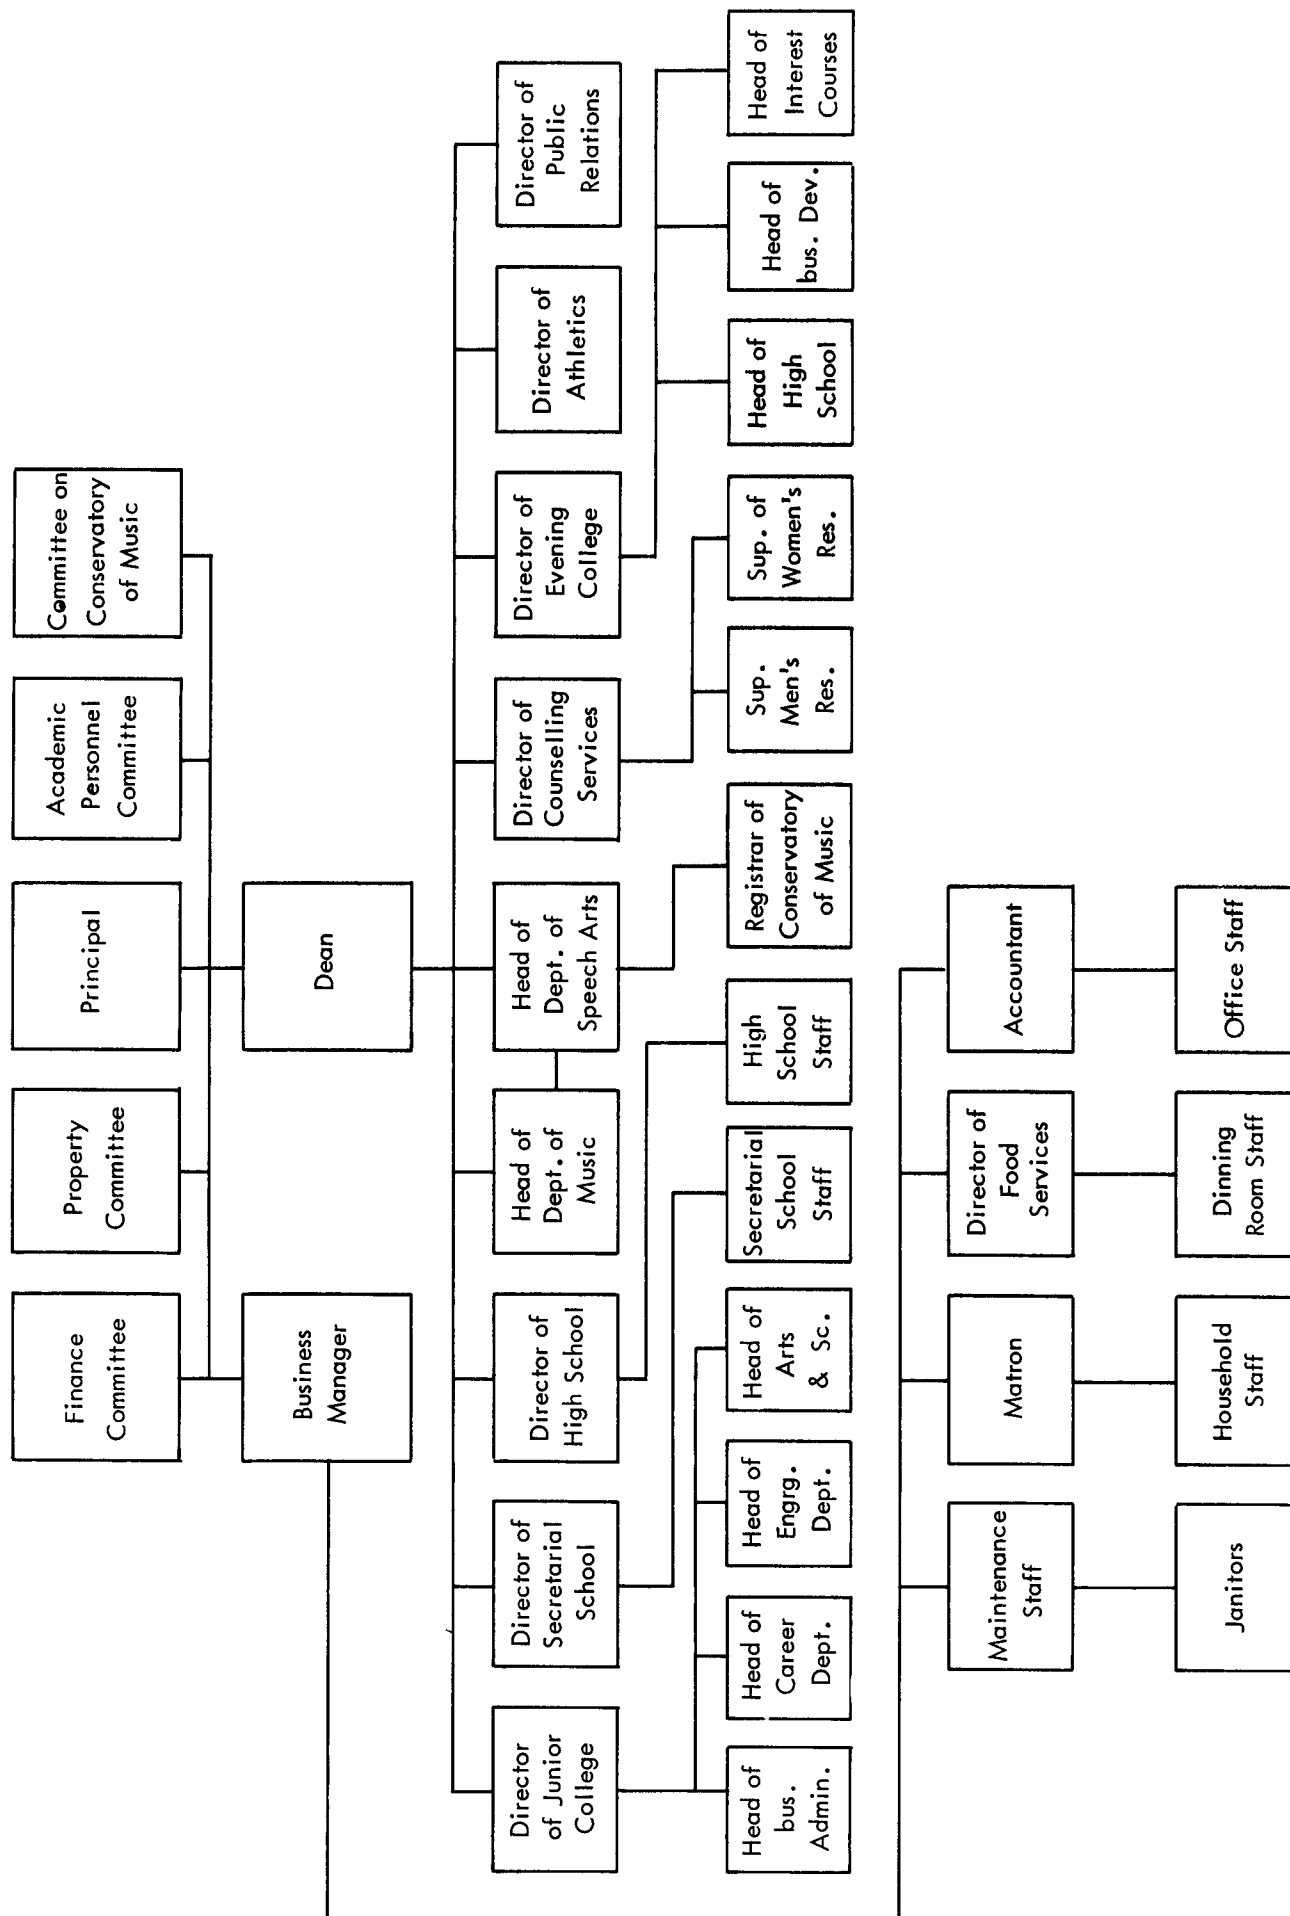 Finance
Committee
Property
Committee
Principal
Academic
Personnel
Committee
Committee on
Conservatory
of Music
Business
Manager
Dean
Director
of Junior
College
Director of
Secretarial
School
Director of
High School
Head of
Dept. of
Music
Head of
Dept. of
Speech Arts
Director of
Counselling
Services
Director of
Evening
College
Director of
Athletics
Director of
Public
Relations
Head of
bus.
Admin.
Head of
Career
Dept.
Head of
Engrg.
Dept.
Head of
Arts
& Sc.
Secretarial
School
Staff
High
School
Staff
Registrar of
Conservatory
of Music
Sup.
Men's
Res.
Sup. of
Women's
Res.
Head of
High
School
Head of
bus. Dev.
Head of
Interest
Courses
Maintenance
Staff
Matron
Director of
Food
Services
Accountant
Janitors
Household
Staff
Dinning
Room Staff
Office Staff